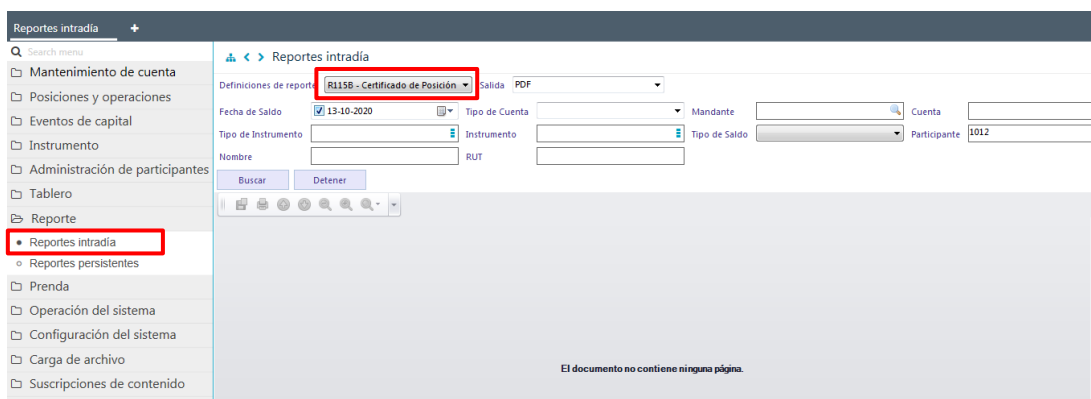 Reportes intradía +
Search menu
Mantenimiento de cuenta
Posiciones y operaciones
Eventos de capital
Instrumento
Administración de participantes
Tablero
Reporte
Reportes intradía
Reportes persistentes
Prenda
Operación del sistema
Configuración del sistema
Carga de archivo
Suscripciones de contenido
Reportes intradía
Definiciones de reporte R115B - Certificado de Posición Salida PDF
Fecha de Saldo 13-10-2020 Tipo de Cuenta Mandante Cuenta
Tipo de Instrumento Instrumento Tipo de Saldo Participante 1012
Nombre RUT
Buscar Detener
El documento no contiene ninguna página.